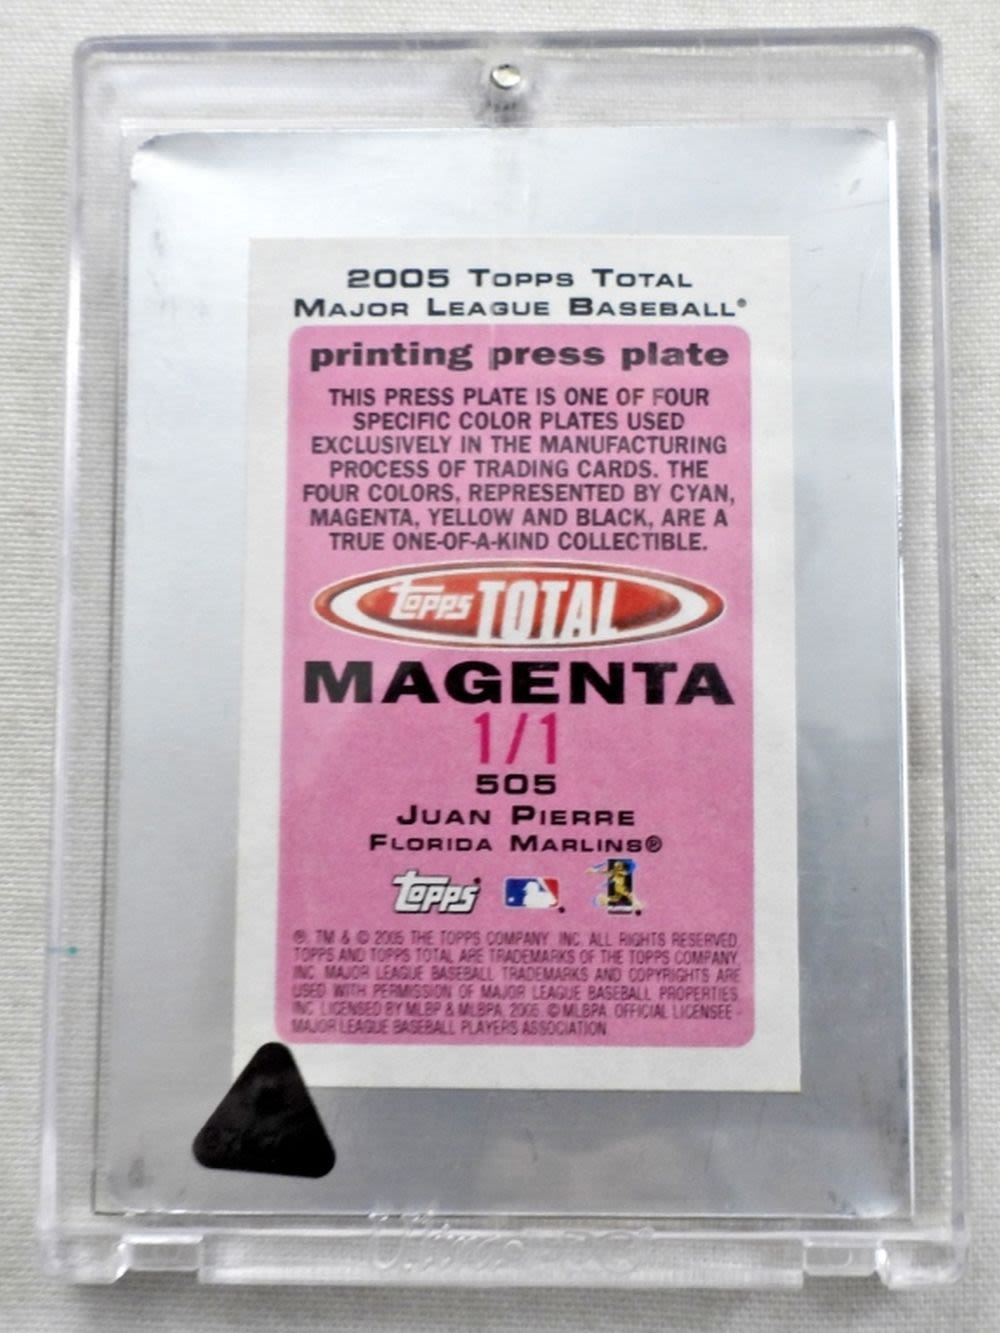 2005 TOPPS TOTAL
MAJOR LEAGUE BASEBALL®
printing press plate
THIS PRESS PLATE IS ONE OF FOUR
SPECIFIC COLOR PLATES USED
EXCLUSIVELY IN THE MANUFACTURING
PROCESS OF TRADING CARDS. THE
FOUR COLORS, REPRESENTED BY CYAN,
MAGENTA, YELLOW AND BLACK, ARE A
TRUE ONE-OF-A-KIND COLLECTIBLE.
Topps TOTAL
MAGENTA
1/1
505
JUAN PIERRE
FLORIDA MARLINS®
Topps
®, TM & © 2005 THE TOPPS COMPANY, INC. ALL RIGHTS RESERVED.
TOPPS AND TOPPS TOTAL ARE TRADEMARKS OF THE TOPPS COMPANY,
INC. MAJOR LEAGUE BASEBALL TRADEMARKS AND COPYRIGHTS ARE
USED WITH PERMISSION OF MAJOR LEAGUE BASEBALL PROPERTIES,
INC. LICENSED BY MLBP & MLBPA, 2005. © MLBPA. OFFICIAL LICENSEE -
MAJOR LEAGUE BASEBALL PLAYERS ASSOCIATION